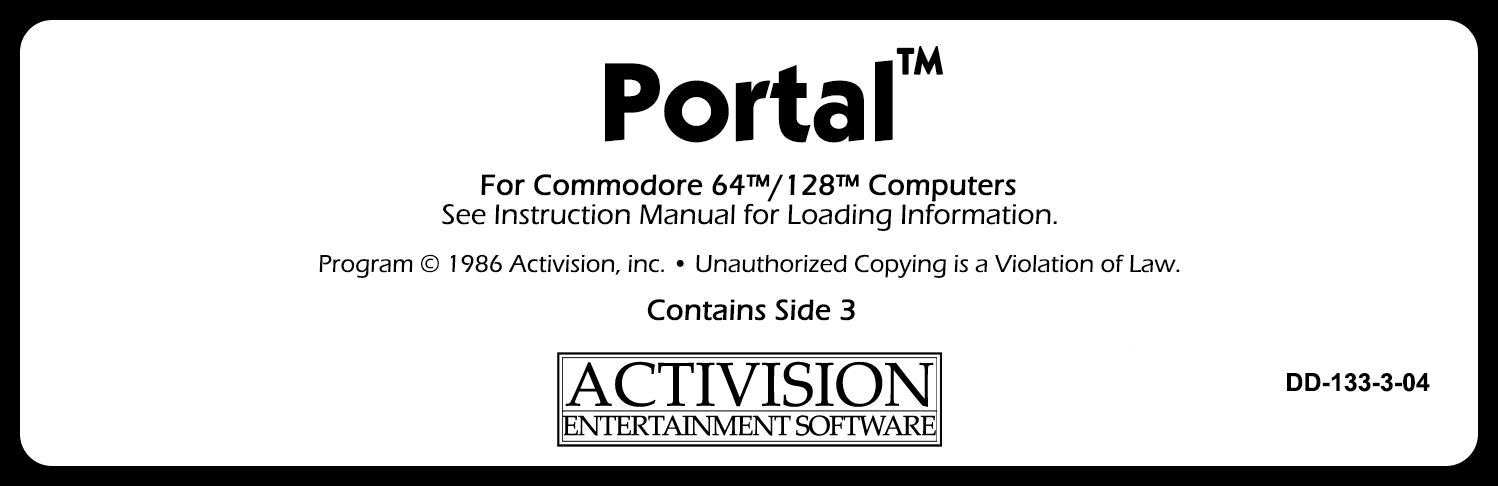 Portal™
For Commodore 64™/128™ Computers
See Instruction Manual for Loading Information.
Program © 1986 Activision, inc. • Unauthorized Copying is a Violation of Law.
Contains Side 3
ACTIVISION
ENTERTAINMENT SOFTWARE
DD-133-3-04